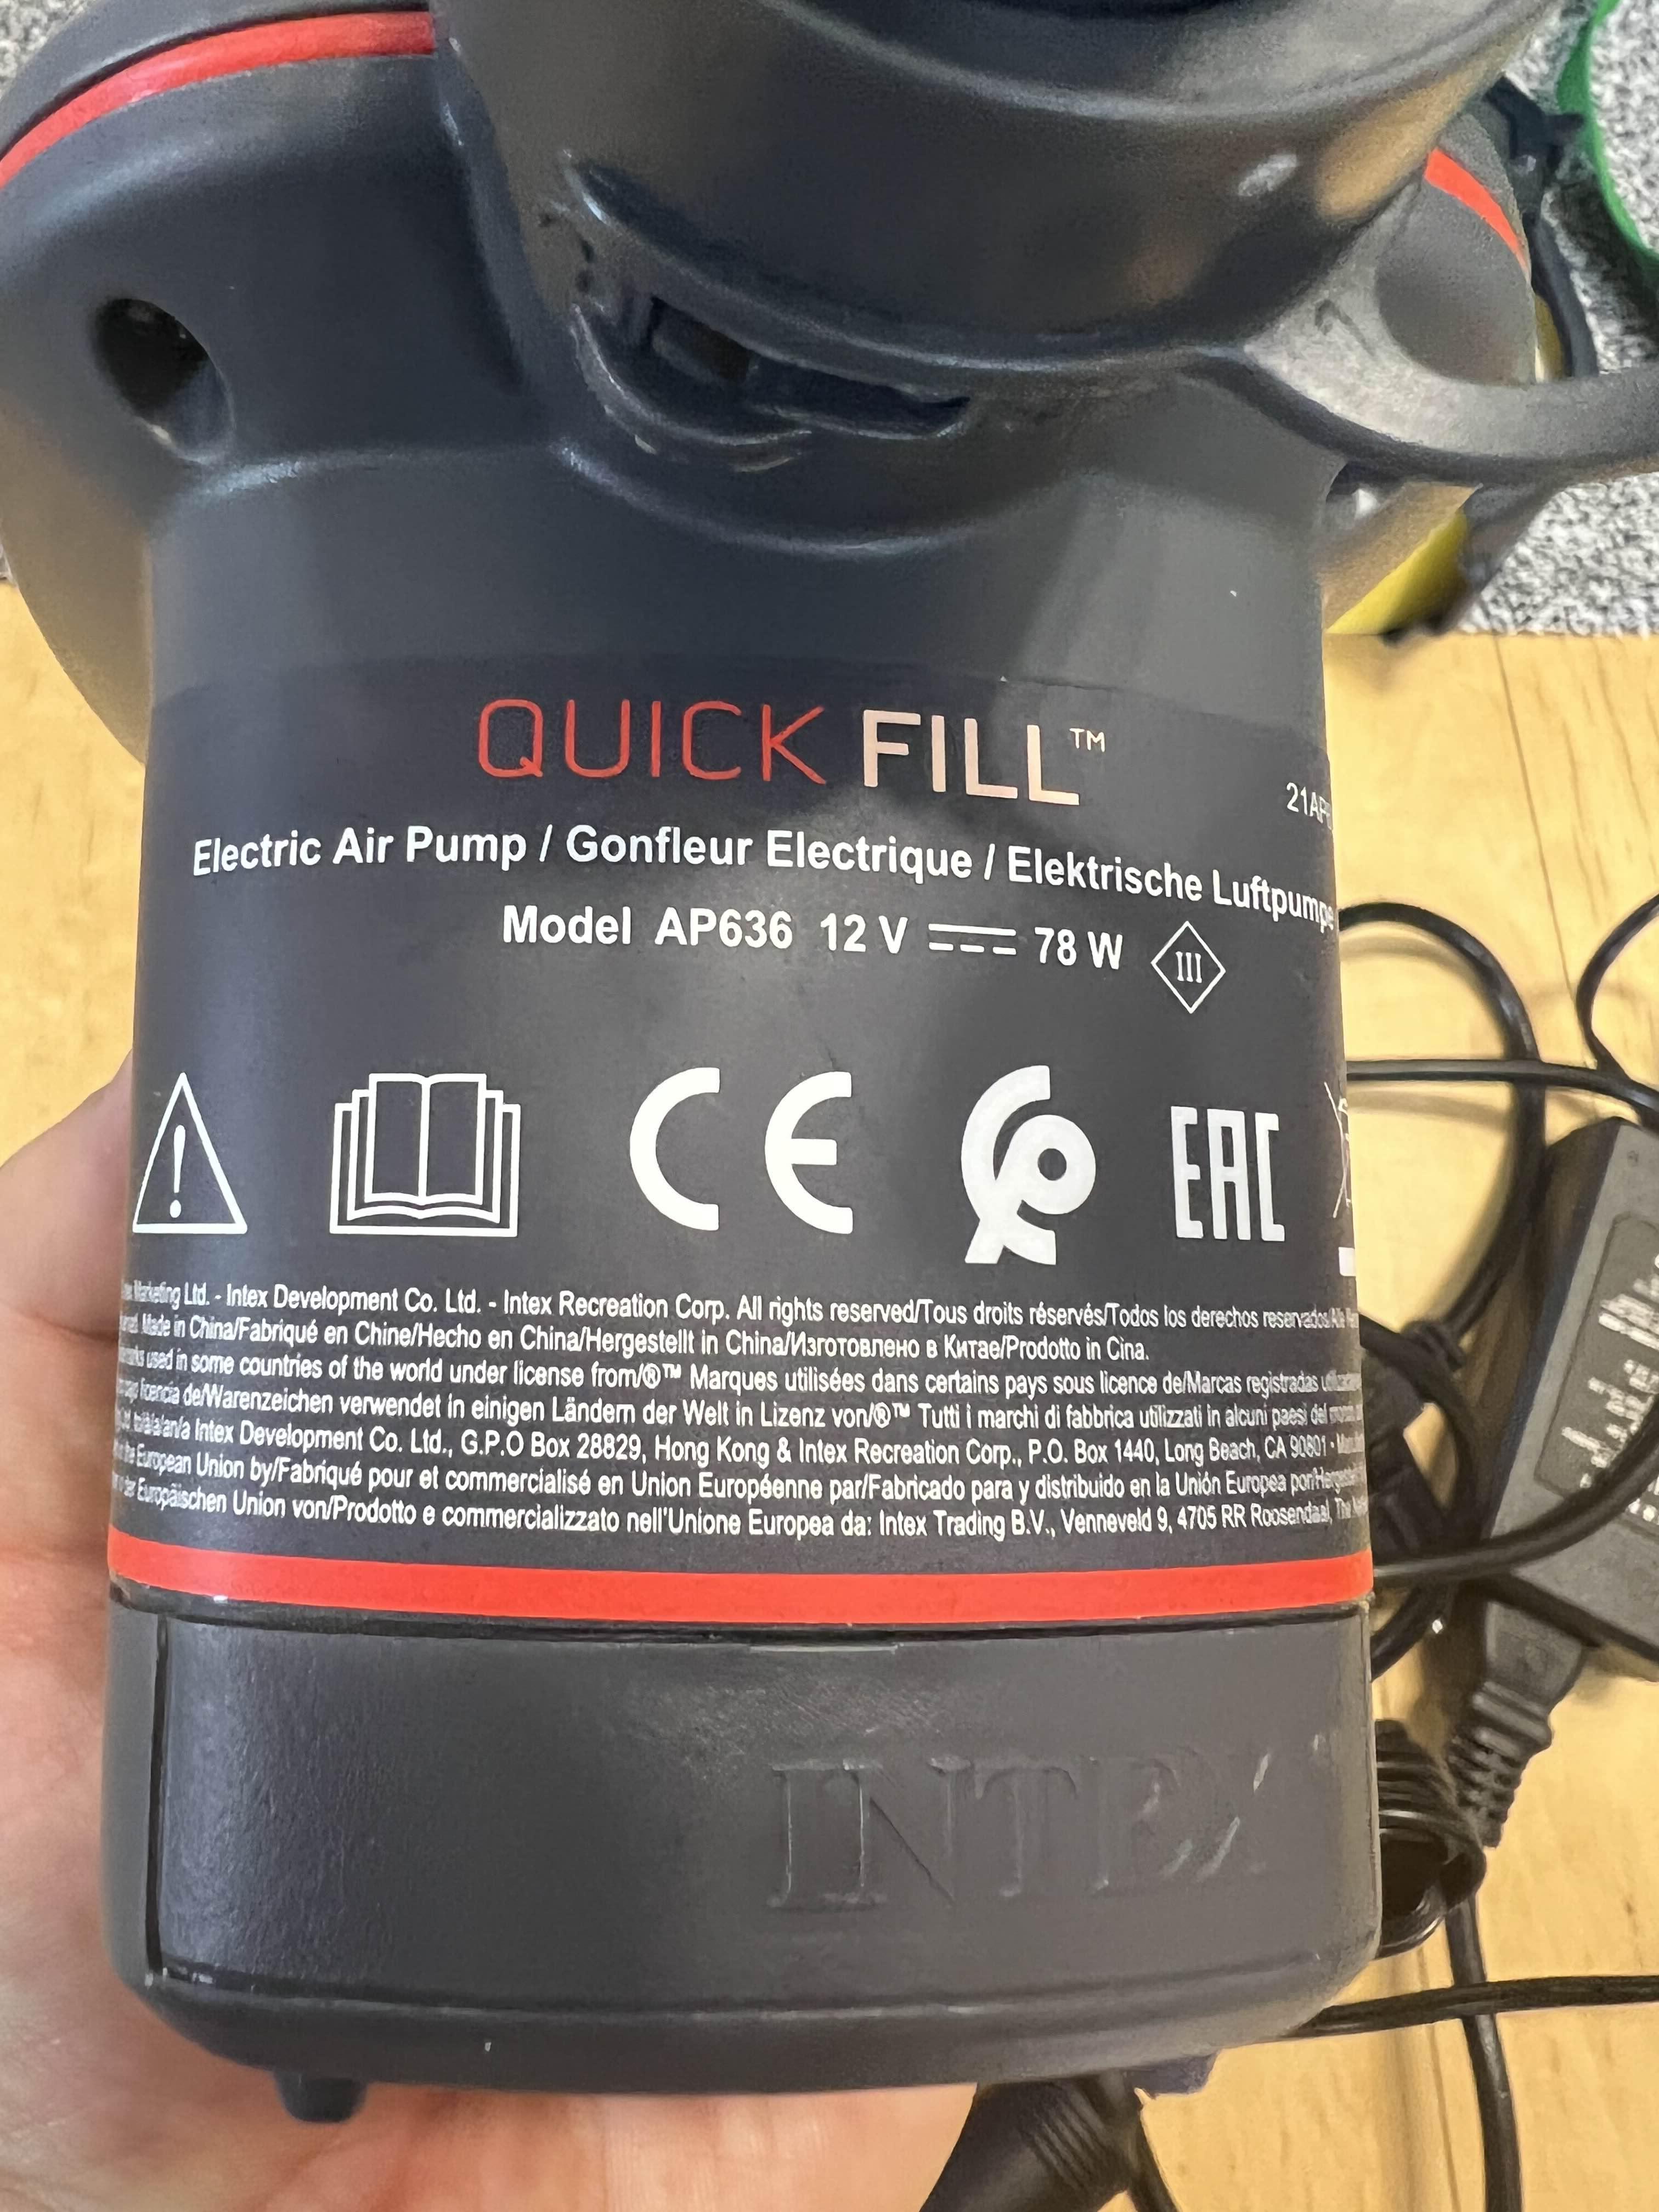 QUICK FILL™
Electric Air Pump / Gonfleur Electrique / Elektrische Luftpumpe
Model AP636 12 V 78 W III
CE EAC
Marketing Ltd. - Intex Development Co. Ltd. - Intex Recreation Corp. All rights reserved/Tous droits réservés/Todos los derechos reservados/Alle
Made in China/Fabriqué en Chine/Hecho en China/Hergestellt in China/Изготовлено в Китае/Prodotto in Cina.
used in some countries of the world under license from/®™ Marques utilisées dans certains pays sous licence de/Marcas registradas
licencia de/Warenzeichen verwendet in einigen Ländern der Welt in Lizenz von/®™ Tutti i marchi di fabbrica utilizzati in alcuni paesi del
Intex Development Co. Ltd., G.P.O Box 28829, Hong Kong & Intex Recreation Corp., P.O. Box 1440, Long Beach, CA 90801 •
European Union by/Fabriqué pour et commercialisé en Union Européenne par/Fabricado para y distribuido en la Unión Europea por/
Europäischen Union von/Prodotto e commercializzato nell'Unione Europea da: Intex Trading B.V., Venneveld 9, 4705 RR Roosendaal, The
INTEX